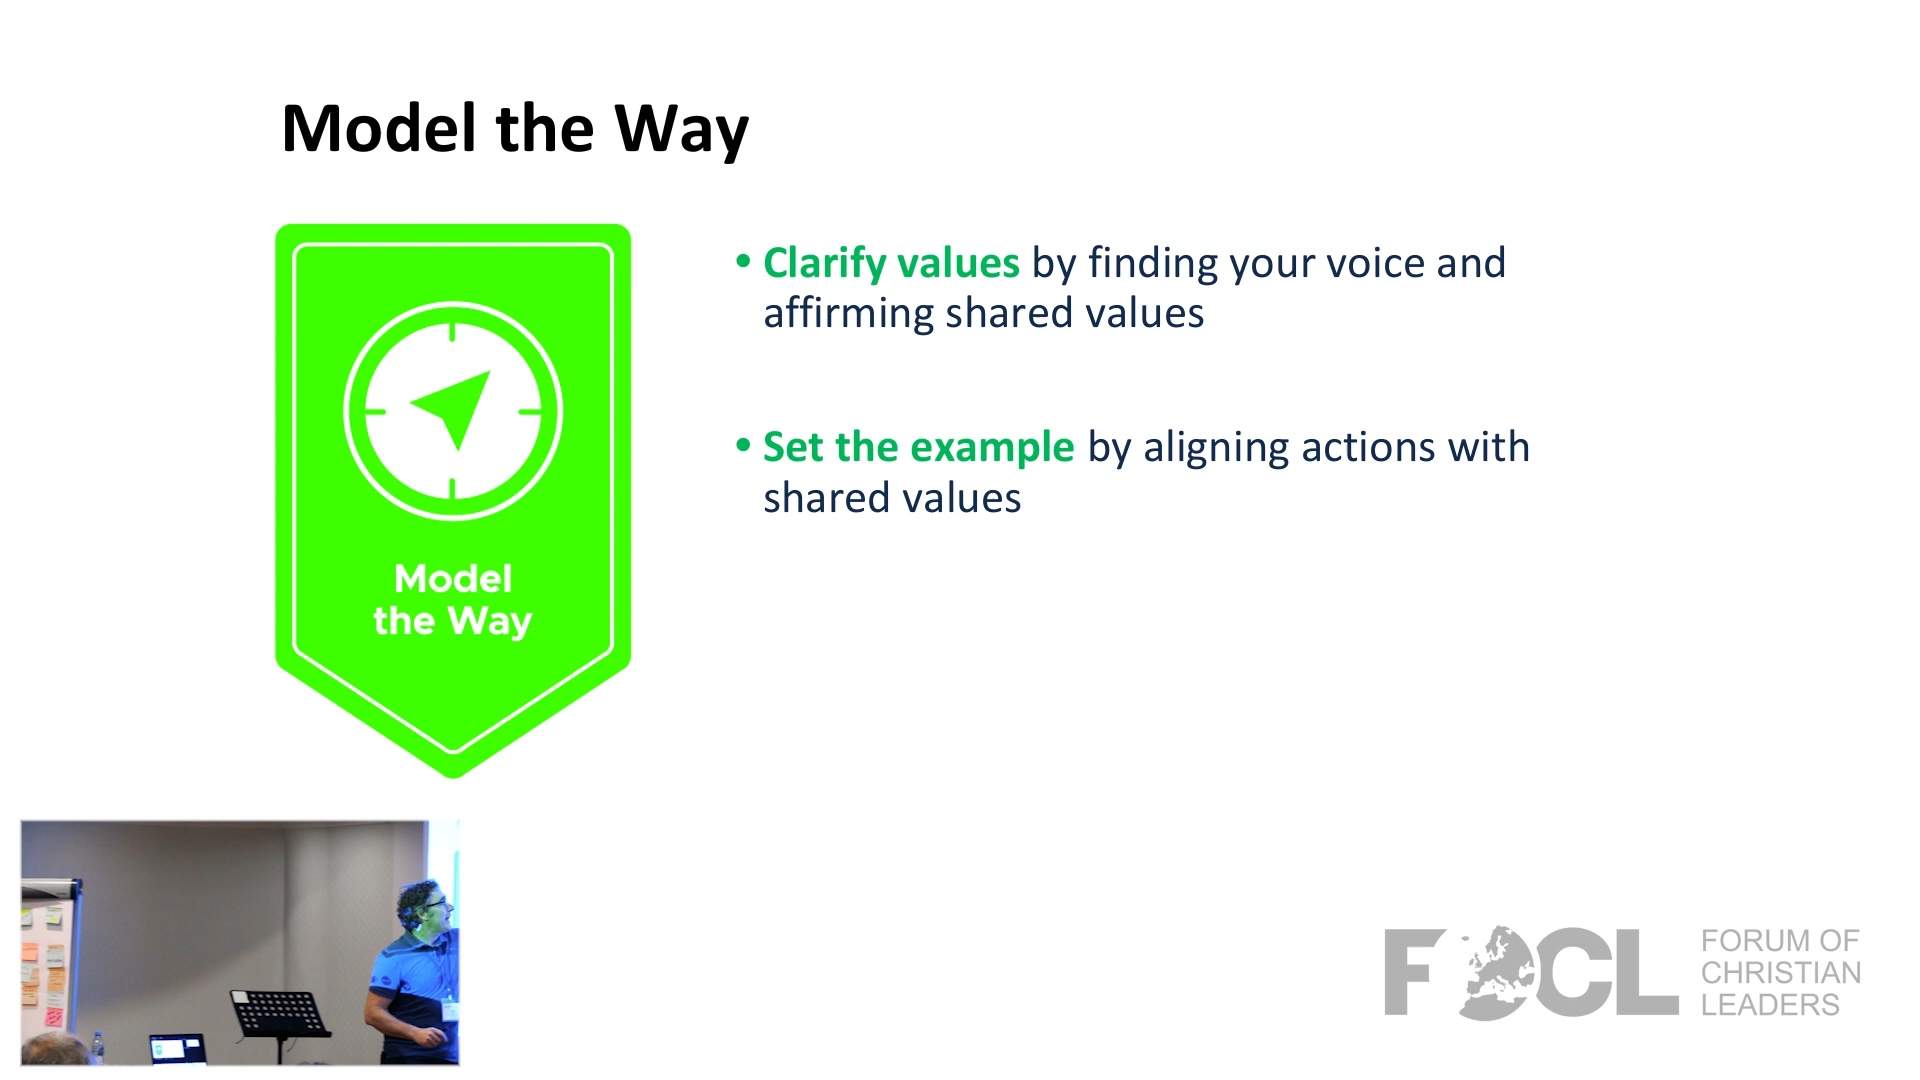 Model the Way
• Clarify values by finding your voice and
affirming shared values
• Set the example by aligning actions with
shared values
Model
the Way
FOCL
FORUM OF
CHRISTIAN
LEADERS